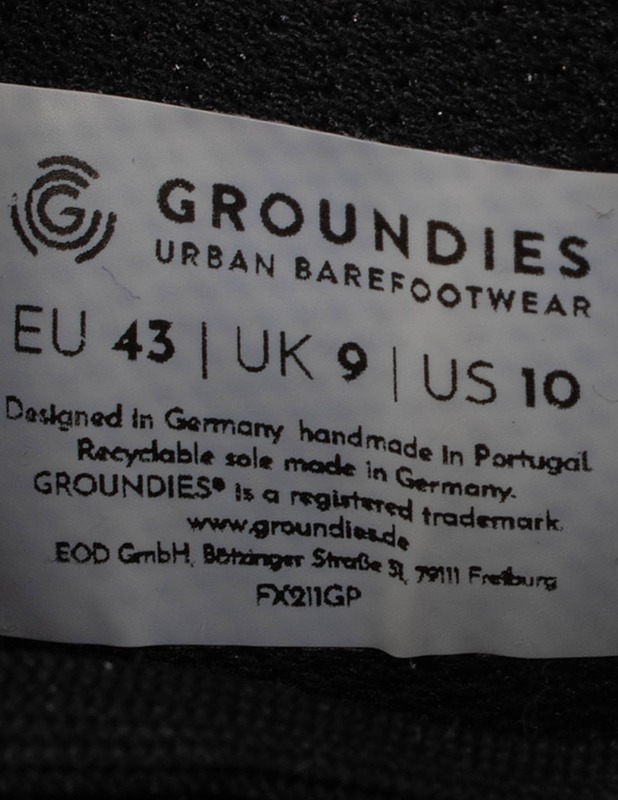 G GROUNDIES
URBAN BAREFOOTWEAR
EU 43 | UK 9 | US 10
Designed in Germany handmade in Portugal
Recyclable sole made in Germany.
GROUNDIES® is a registered trademark.
www.groundies.de
EOD GmbH, Bötzinger Straße 31, 79111 Freiburg
FX211GP